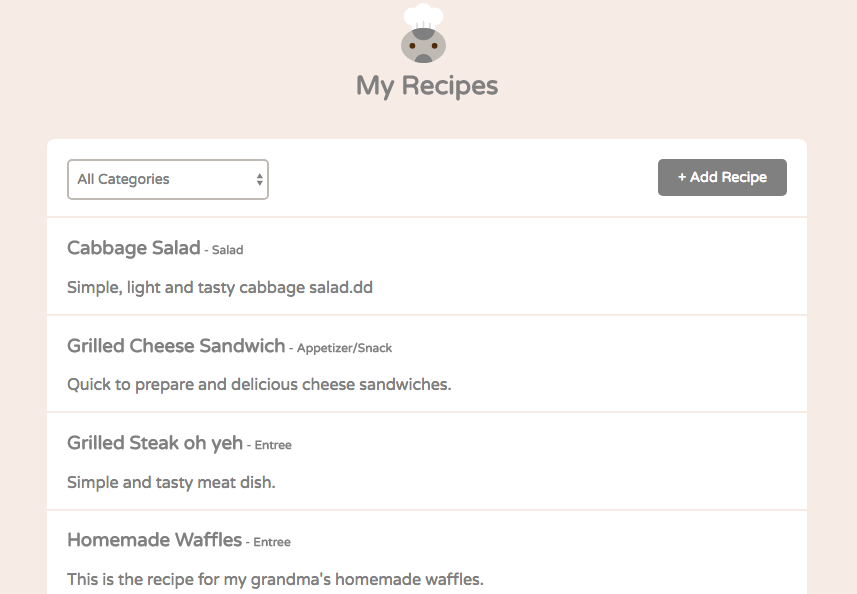 My Recipes
All Categories
+ Add Recipe
Cabbage Salad - Salad
Simple, light and tasty cabbage salad.dd
Grilled Cheese Sandwich - Appetizer/Snack
Quick to prepare and delicious cheese sandwiches.
Grilled Steak oh yeh - Entree
Simple and tasty meat dish.
Homemade Waffles - Entree
This is the recipe for my grandma's homemade waffles.